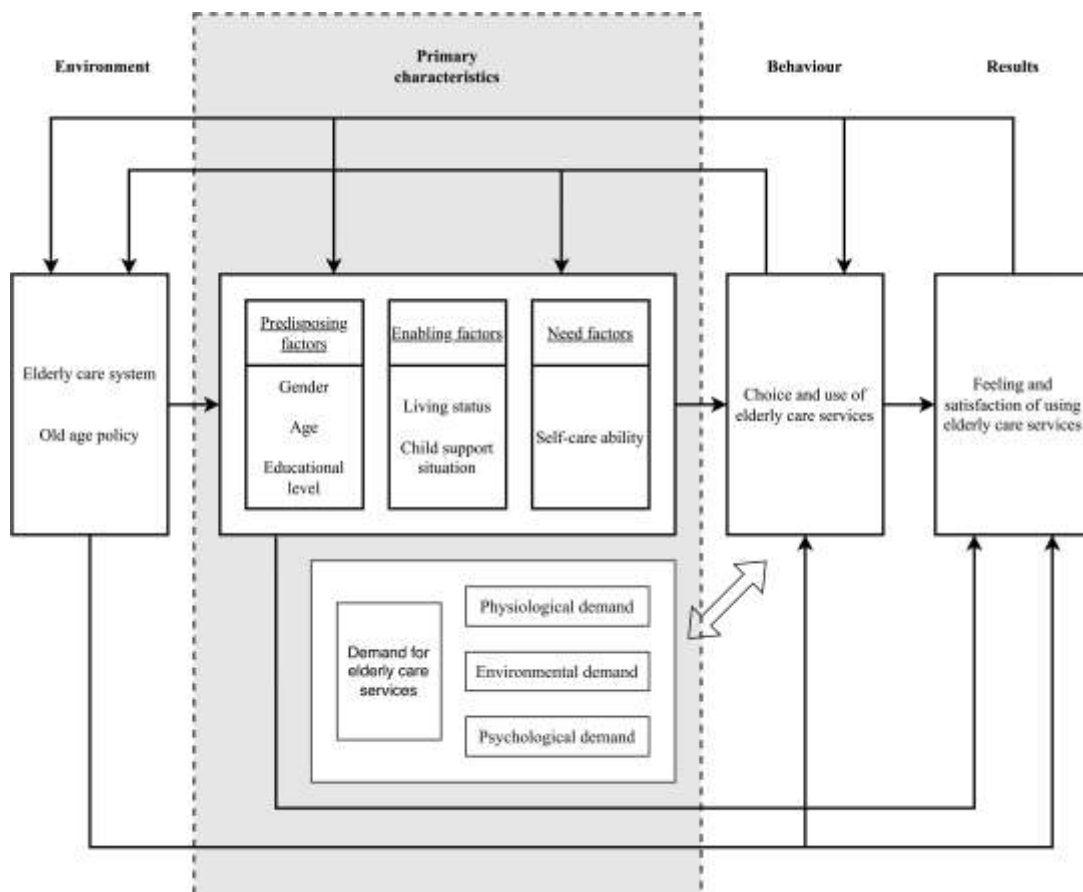 Environment
Primary
characteristics
Behaviour
Results
Elderly care system
Old age policy
Predisposing
factors
Gender
Age
Educational
level
Enabling factors
Living status
Child support
situation
Need factors
Self-care ability
Choice and use of
elderly care services
Feeling and
satisfaction of using
elderly care services
Demand for
elderly care
services
Physiological demand
Environmental demand
Psychological demand